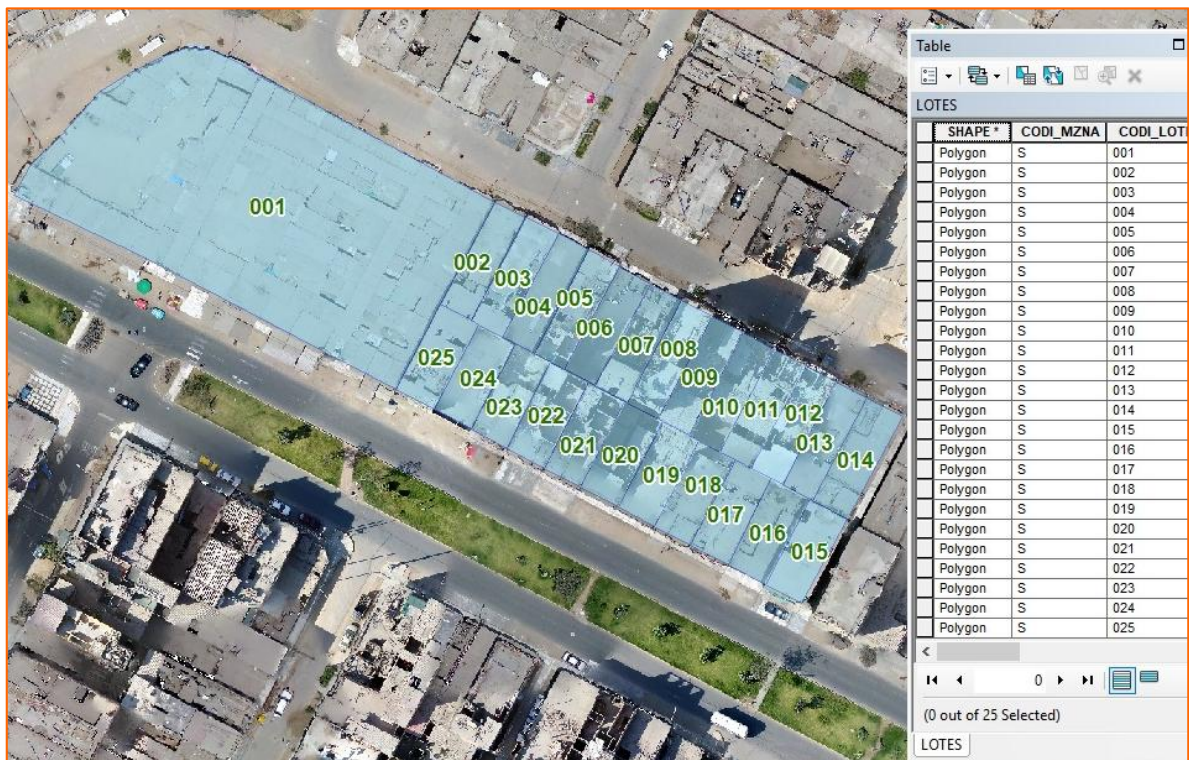 001
002
003
004
005
006
007
008
009
010
011
012
013
014
025
024
023
022
021
020
019
018
017
016
015
Table
LOTES
SHAPE * CODI_MZNA CODI_LOTE
Polygon S 001
Polygon S 002
Polygon S 003
Polygon S 004
Polygon S 005
Polygon S 006
Polygon S 007
Polygon S 008
Polygon S 009
Polygon S 010
Polygon S 011
Polygon S 012
Polygon S 013
Polygon S 014
Polygon S 015
Polygon S 016
Polygon S 017
Polygon S 018
Polygon S 019
Polygon S 020
Polygon S 021
Polygon S 022
Polygon S 023
Polygon S 024
Polygon S 025
0
(0 out of 25 Selected)
LOTES